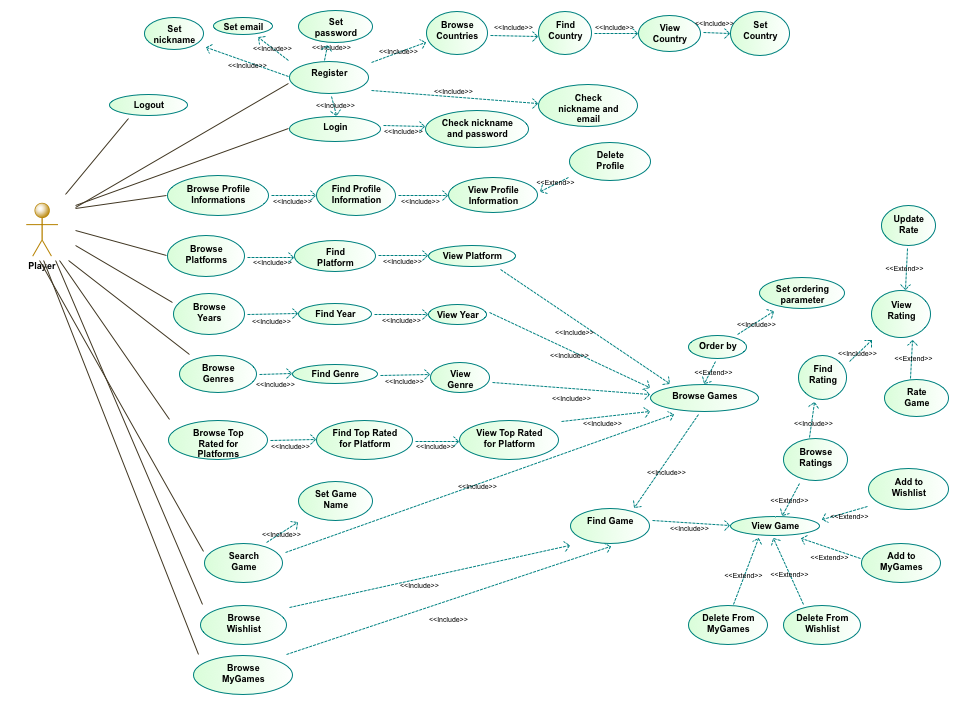 Set
nickname
Set email
Set
password
Browse
Countries
<<Include>>
Find
Country
<<Include>>
View
Country
<<Include>>
Set
Country
<<Include>>
<<Include>>
<<Include>>
<<Include>>
Register
<<Include>>
<<Include>>
Check
nickname and
email
Logout
Login
<<Include>>
Check nickname
and password
Delete
Profile
<<Extend>>
Browse Profile
Informations
<<Include>>
Find Profile
Information
<<Include>>
View Profile
Information
Player
Browse
Platforms
<<Include>>
Find
Platform
<<Include>>
View Platform
<<Include>>
Update
Rate
<<Extend>>
View
Rating
Browse
Years
<<Include>>
Find Year
<<Include>>
View Year
<<Include>>
Set ordering
parameter
<<Include>>
Order by
<<Extend>>
<<Include>>
Find
Rating
<<Extend>>
Rate
Game
Browse
Genres
<<Include>>
Find Genre
<<Include>>
View
Genre
<<Include>>
Browse Games
<<Include>>
Browse Top
Rated for
Platforms
<<Include>>
Find Top Rated
for Platform
<<Include>>
View Top Rated
for Platform
<<Include>>
<<Include>>
Browse
Ratings
<<Include>>
<<Include>>
Set Game
Name
<<Include>>
Search
Game
Find Game
<<Include>>
<<Extend>>
View Game
<<Extend>>
Add to
Wishlist
<<Extend>>
Add to
MyGames
<<Extend>>
<<Extend>>
Delete From
MyGames
Delete From
Wishlist
<<Include>>
Browse
Wishlist
<<Include>>
Browse
MyGames